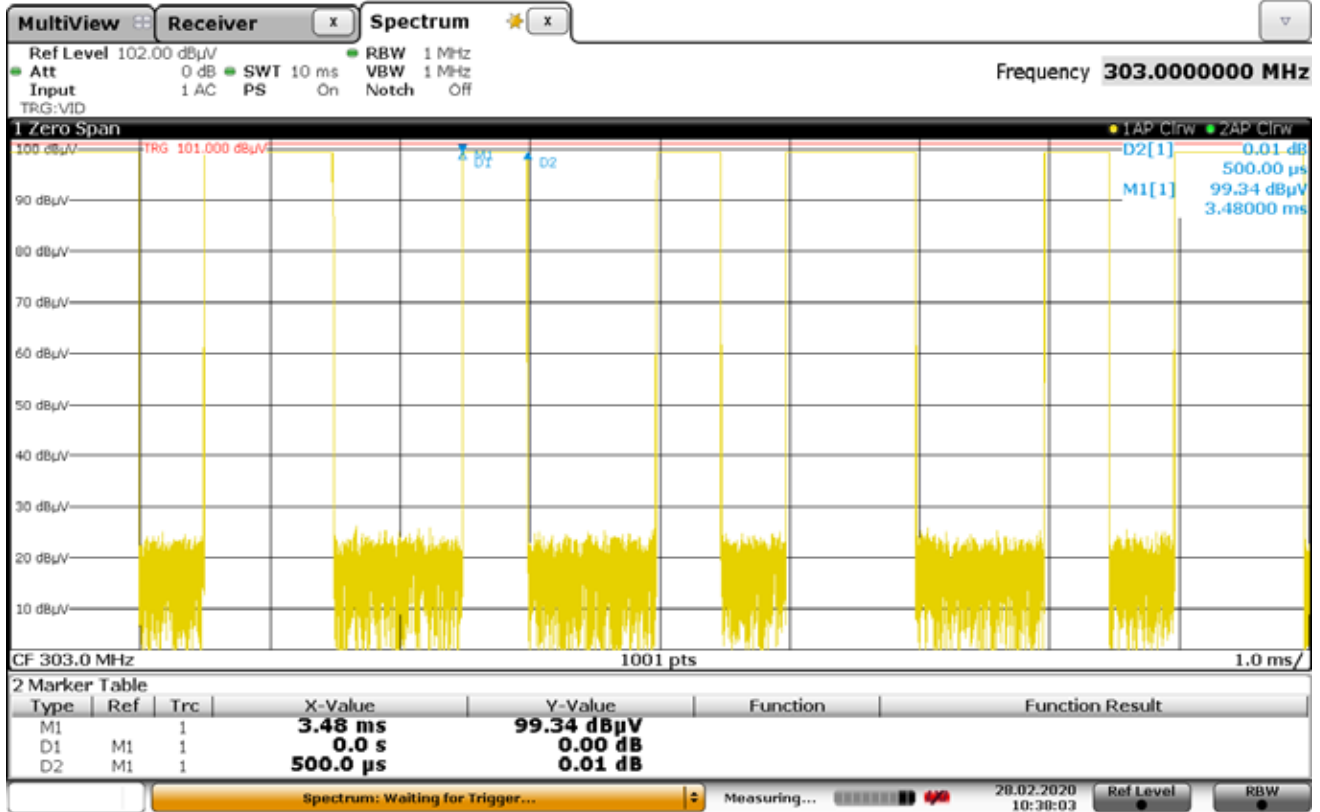 MultiView Receiver x Spectrum x
Ref Level 102.00 dBµV RBW 1 MHz
Att 0 dB SWT 10 ms VBW 1 MHz Frequency 303.0000000 MHz
Input 1 AC PS On Notch Off
TRG:VID
1 Zero Span 1AP Clrw 2AP Clrw
100 dBµV TRG 101.000 dBµV M1 D2[1] 0.01 dB
D1 D2 500.00 µs
90 dBµV M1[1] 99.34 dBµV
3.48000 ms
80 dBµV
70 dBµV
60 dBµV
50 dBµV
40 dBµV
30 dBµV
20 dBµV
10 dBµV
CF 303.0 MHz 1001 pts 1.0 ms/
2 Marker Table
Type Ref Trc X-Value Y-Value Function Function Result
M1 1 3.48 ms 99.34 dBµV
D1 M1 1 0.0 s 0.00 dB
D2 M1 1 500.0 µs 0.01 dB
Spectrum: Waiting for Trigger... Measuring... 28.02.2020 Ref Level RBW
10:38:03